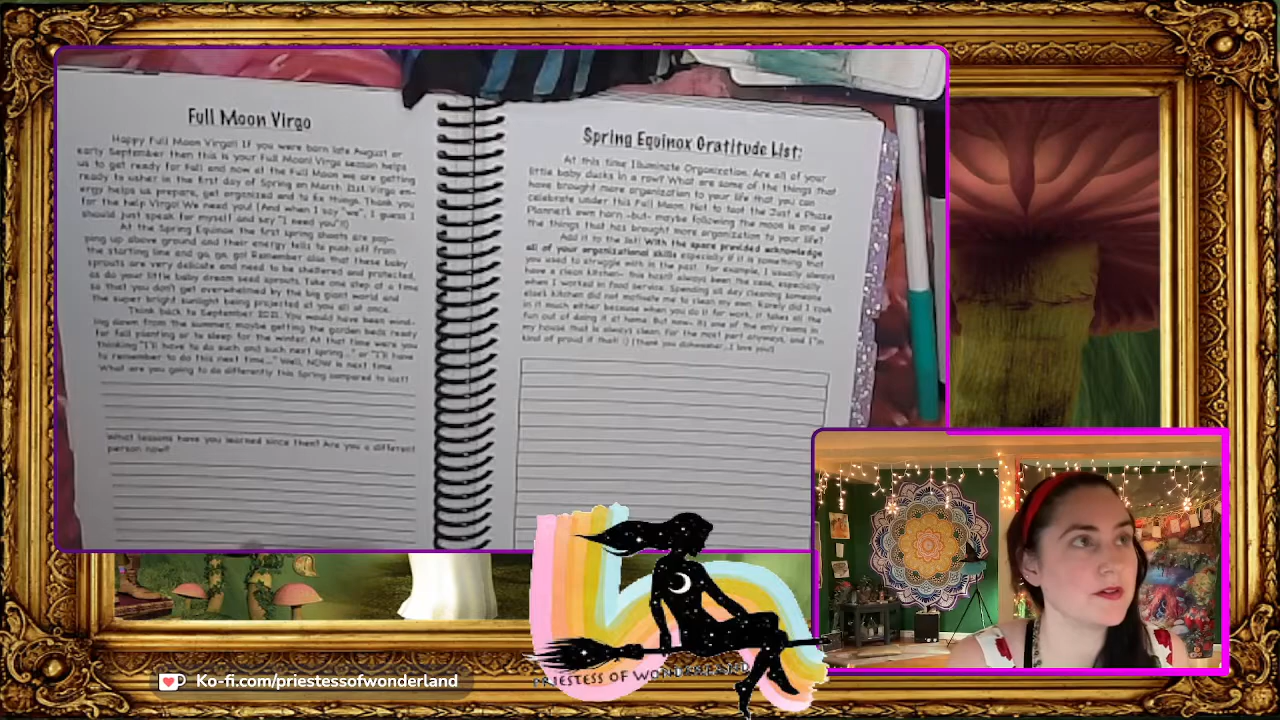 Full Moon Virgo
Happy Full Moon Virgo! If you were born late August or
early September then this is your Full Moon! Virgo season helps
us to get ready for Fall and now at the Full Moon we are getting
ready to usher in the first day of Spring on March 21st. Virgo en-
ergy helps us prepare, get organized and to fix things. Thank you
for the help Virgo! We need you! (And when I say "we", I guess I
should just speak for myself and say "I need you"!)
At the Spring Equinox the first spring shoots are pop-
ping up above ground and their energy tells to push off from
the starting line and go, go, go! Remember also that these baby
sprouts are very delicate and need to be sheltered and protected,
as do your little baby dream seed sprouts. Take one step at a time
so that you don't get overwhelmed by the big giant world and
the super bright sunlight being projected at you all at once.
Think back to September 2021. You would have been wind-
ing down from the summer, maybe getting the garden beds ready
for fall planting or to sleep for the winter. At that time were you
thinking "I'll have to do such and such next spring..." or "I'll have
to remember to do this next time..." Well, NOW is next time.
What are you going to do differently this Spring compared to last?
What lessons have you learned since then? Are you a different
person now?
Spring Equinox Gratitude List:
At this time Illuminate Organization. Are all of your
little baby ducks in a row? What are some of the things that
have brought more organization to your life that you can
celebrate under this Full Moon. Not to toot the Just a Phase
Planner's own horn -but- maybe following the moon is one of
the things that has brought more organization to your life?
Add it to the list! With the space provided acknowledge
all of your organizational skills especially if it is something that
you used to struggle with in the past. For example, I usually always
have a clean kitchen- this hasn't always been the case, especially
when I worked in food service. Spending all day cleaning someone
else's kitchen did not motivate me to clean my own. Rarely did I cook
in it much either because when you do it for work, it takes all the
fun out of doing it at home. But now- its one of the only rooms in
my house that is always clean, for the most part anyways, and I'm
kind of proud of that! :) (Thank you dishwasher...I love you!)
PRIESTESS OF WONDERLAND
Ko-fi.com/priestessofwonderland